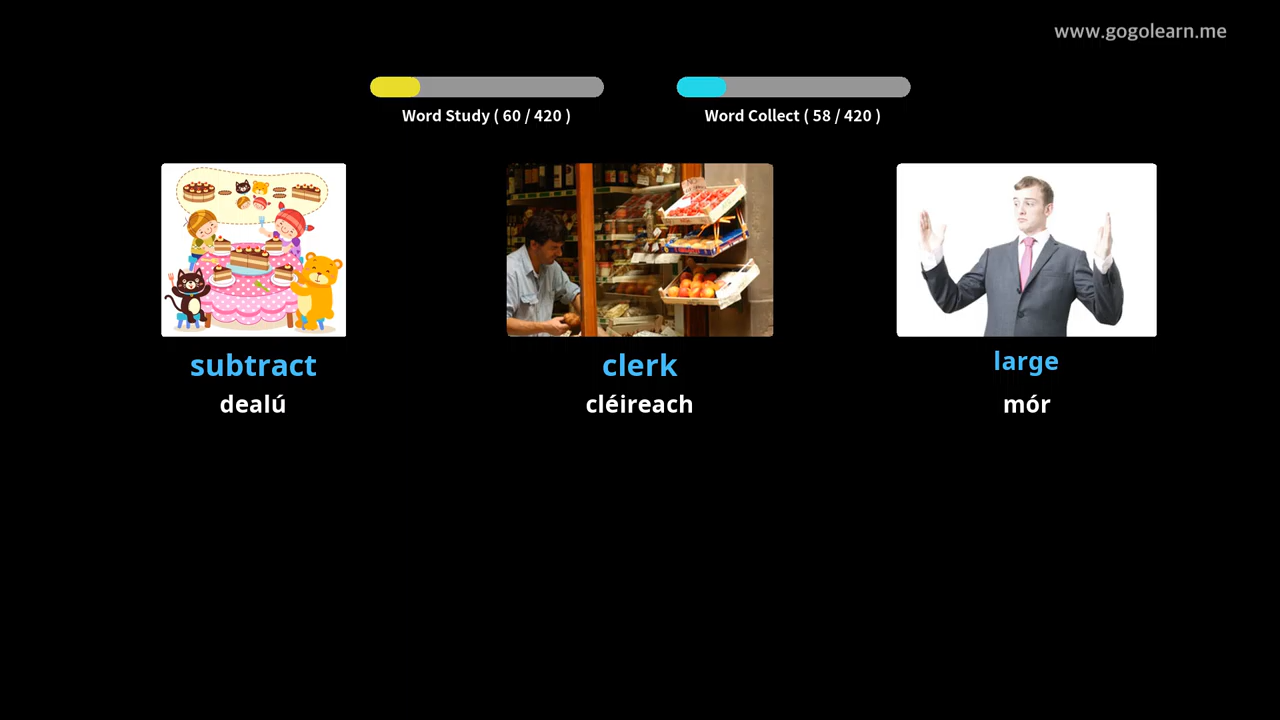 www.gogolearn.me
Word Study ( 60 / 420 )
Word Collect ( 58 / 420 )
subtract
clerk
large
dealú
cléireach
mór